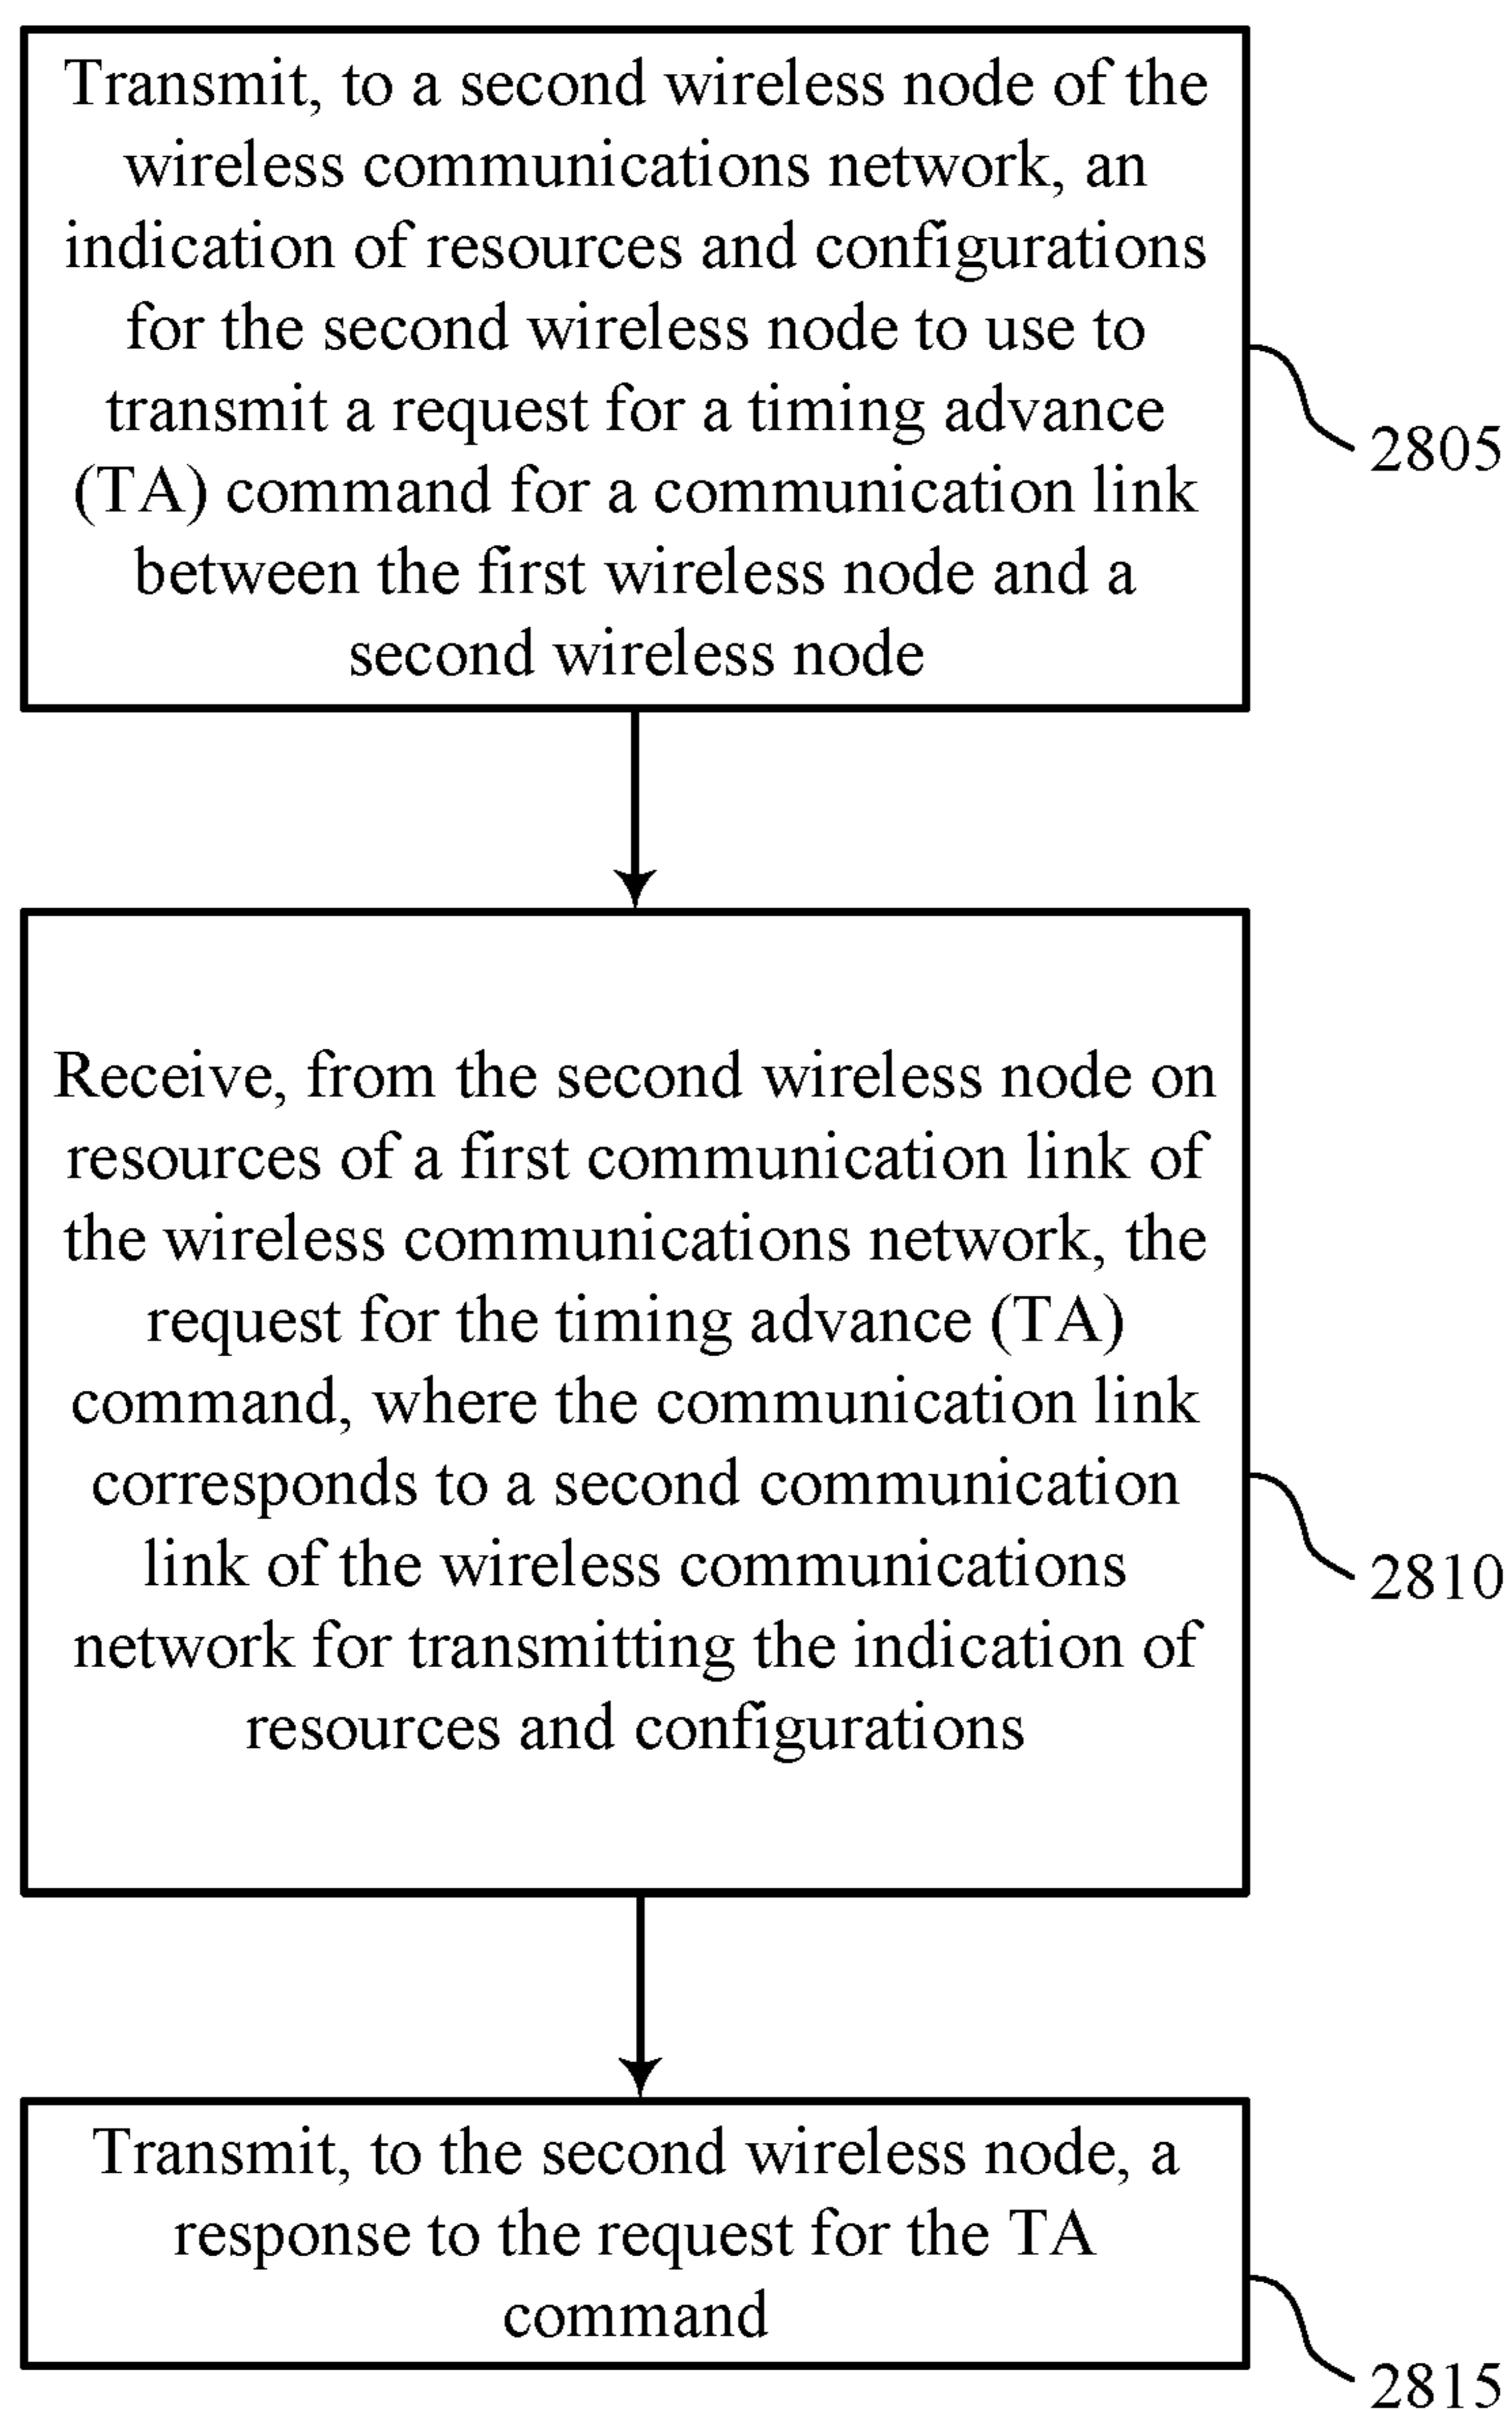 Transmit, to a second wireless node of the
wireless communications network, an
indication of resources and configurations
for the second wireless node to use to
transmit a request for a timing advance
(TA) command for a communication link
between the first wireless node and a
second wireless node
2805
Receive, from the second wireless node on
resources of a first communication link of
the wireless communications network, the
request for the timing advance (TA)
command, where the communication link
corresponds to a second communication
link of the wireless communications
network for transmitting the indication of
resources and configurations
2810
Transmit, to the second wireless node, a
response to the request for the TA
command
2815